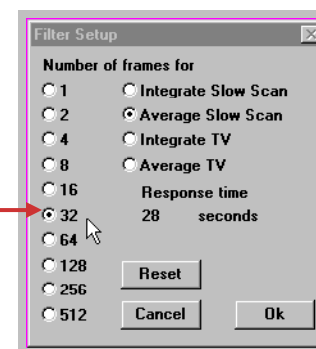 Filter Setup
Number of frames for
1 Integrate Slow Scan
2 Average Slow Scan
4 Integrate TV
8 Average TV
16 Response time
32 28 seconds
64
128 Reset
256
512 Cancel Ok